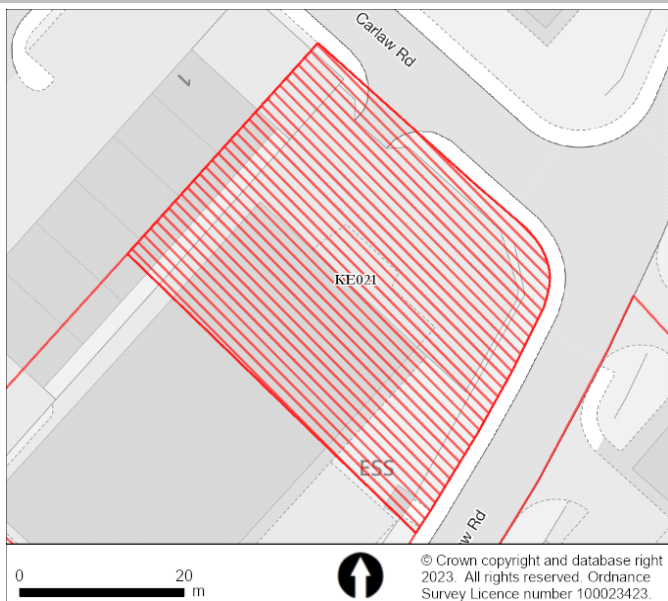 Carlaw Rd
1
KE021
ESS
w Rd
0 20
m
© Crown copyright and database right
2023. All rights reserved. Ordnance
Survey Licence number 100023423.